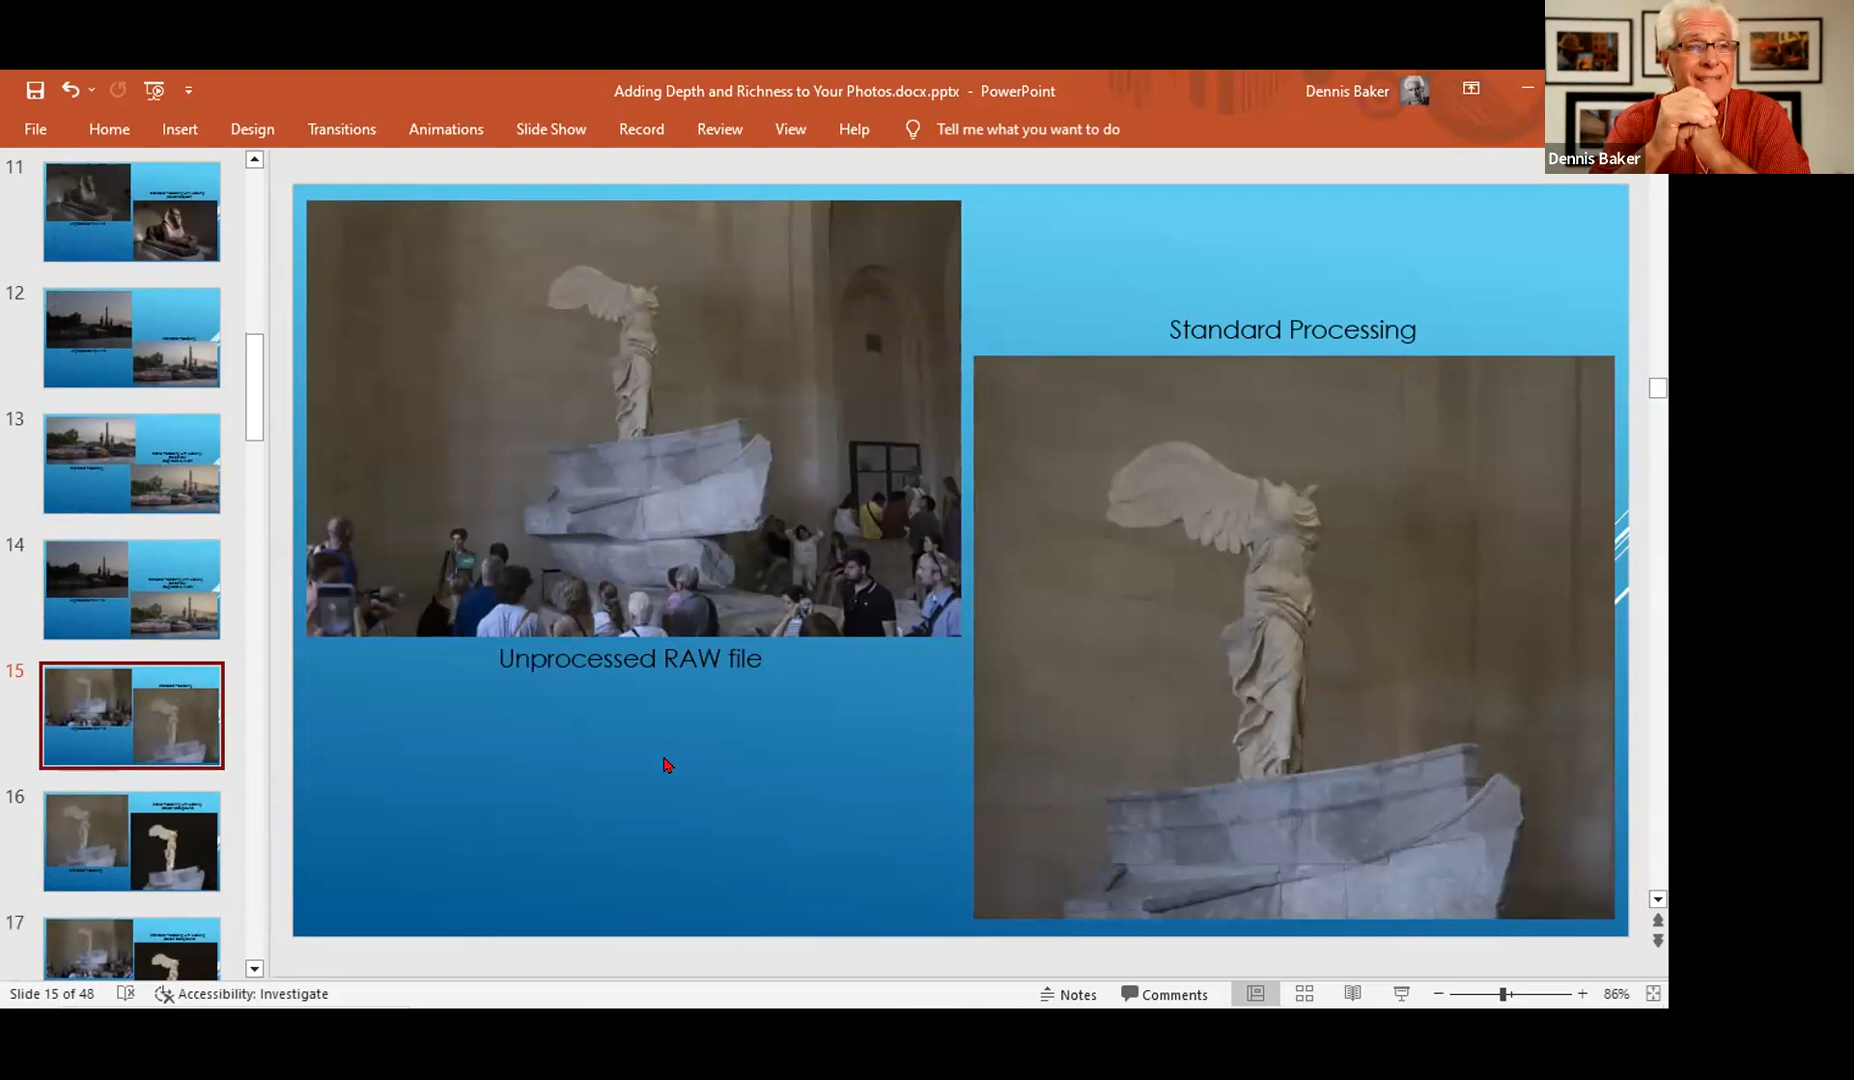 Adding Depth and Richness to Your Photos.docx.pptx - PowerPoint
Dennis Baker
File Home Insert Design Transitions Animations Slide Show Record Review View Help Tell me what you want to do
Dennis Baker
11
12
13
14
15
16
17
Standard Processing
Unprocessed RAW file
Slide 15 of 48
Accessibility: Investigate
Notes
Comments
86%